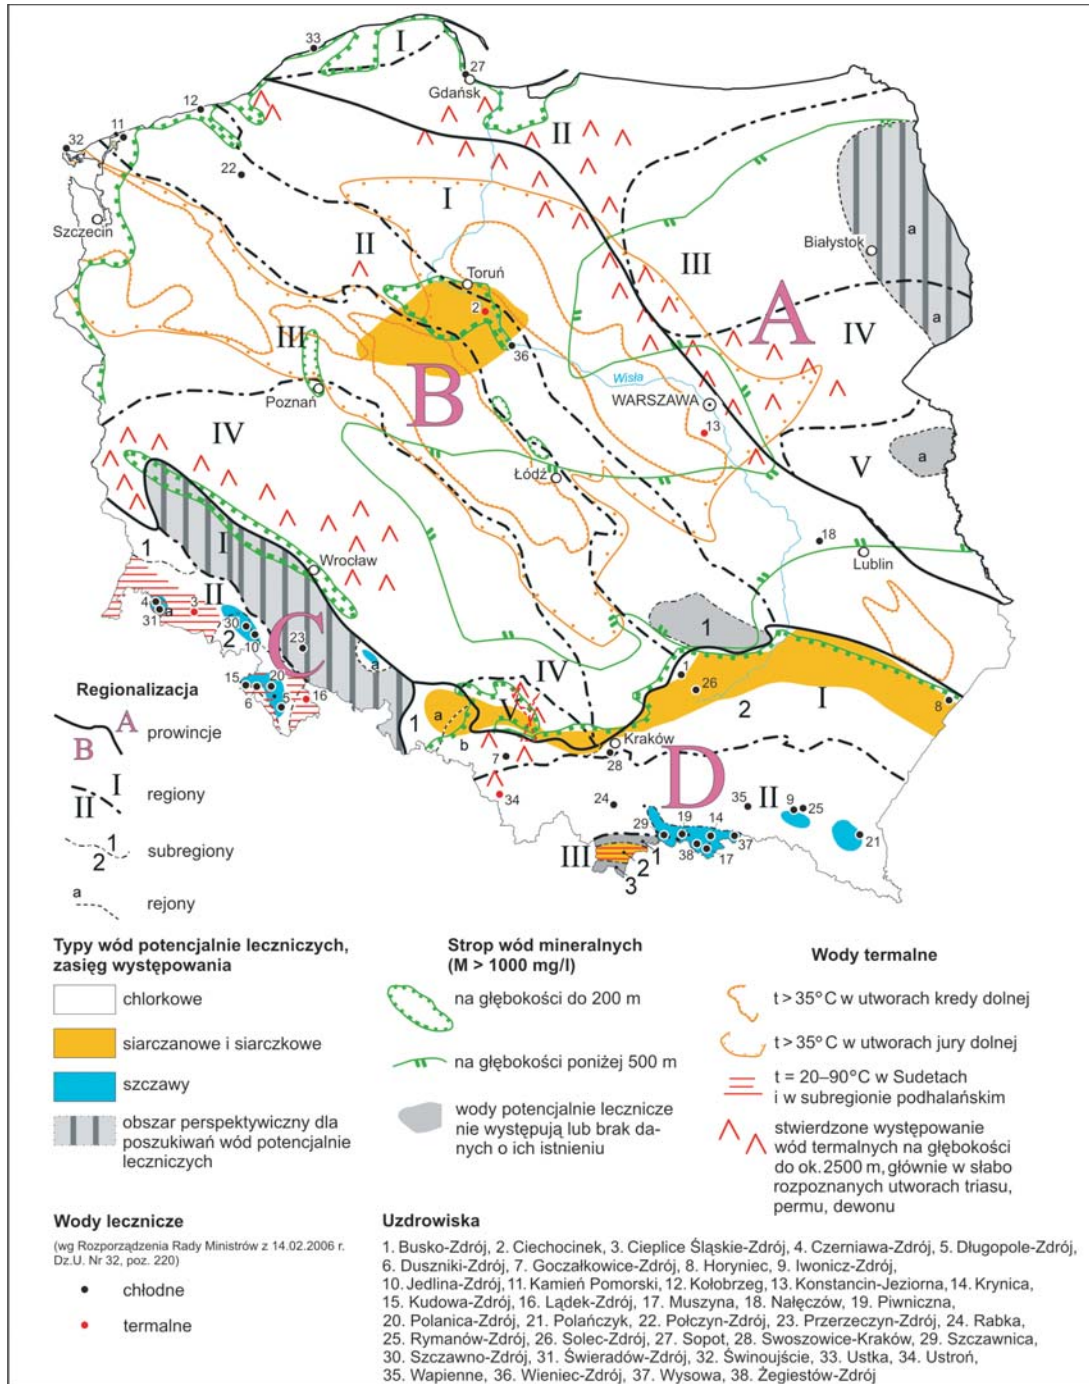 33
I
27
Gdańsk
12
11
32
II
22
I
Szczecin
II
III
Białystok
a
Toruń
2
A
a
IV
III
36
B
Wisła
Poznań
WARSZAWA
13
IV
V
a
Łódź
18
Lublin
1
I
Wrocław
II
4
3
31
a
30
2
10
C
23
1
a
IV
15
20
6
5
16
1
26
I
8
a
V
2
1
b
Kraków
7
28
D
34
24
35
II
9
25
29
19
14
21
38
17
37
III
1
2
3
Regionalizacja
A
B
prowincje
I
II
regiony
1
2
subregiony
a
rejony
Typy wód potencjalnie leczniczych,
zasięg występowania
chlorkowe
siarczanowe i siarczkowe
szczawy
obszar perspektywiczny dla
poszukiwań wód potencjalnie
leczniczych
Strop wód mineralnych
(M > 1000 mg/l)
na głębokości do 200 m
na głębokości poniżej 500 m
wody potencjalnie lecznicze
nie występują lub brak da-
nych o ich istnieniu
Wody termalne
t > 35° C w utworach kredy dolnej
t > 35° C w utworach jury dolnej
t = 20–90° C w Sudetach
i w subregionie podhalańskim
stwierdzone występowanie
wód termalnych na głębokości
do ok. 2500 m, głównie w słabo
rozpoznanych utworach triasu,
permu, dewonu
Wody lecznicze
(wg Rozporządzenia Rady Ministrów z 14.02.2006 r.
Dz.U. Nr 32, poz. 220)
chłodne
termalne
Uzdrowiska
1. Busko-Zdrój, 2. Ciechocinek, 3. Cieplice Śląskie-Zdrój, 4. Czerniawa-Zdrój, 5. Długopole-Zdrój,
6. Duszniki-Zdrój, 7. Goczałkowice-Zdrój, 8. Horyniec, 9. Iwonicz-Zdrój,
10. Jedlina-Zdrój, 11. Kamień Pomorski, 12. Kołobrzeg, 13. Konstancin-Jeziorna, 14. Krynica,
15. Kudowa-Zdrój, 16. Lądek-Zdrój, 17. Muszyna, 18. Nałęczów, 19. Piwniczna,
20. Polanica-Zdrój, 21. Polańczyk, 22. Połczyn-Zdrój, 23. Przerzeczyn-Zdrój, 24. Rabka,
25. Rymanów-Zdrój, 26. Solec-Zdrój, 27. Sopot, 28. Swoszowice-Kraków, 29. Szczawnica,
30. Szczawno-Zdrój, 31. Świeradów-Zdrój, 32. Świnoujście, 33. Ustka, 34. Ustroń,
35. Wapienne, 36. Wieniec-Zdrój, 37. Wysowa, 38. Żegiestów-Zdrój